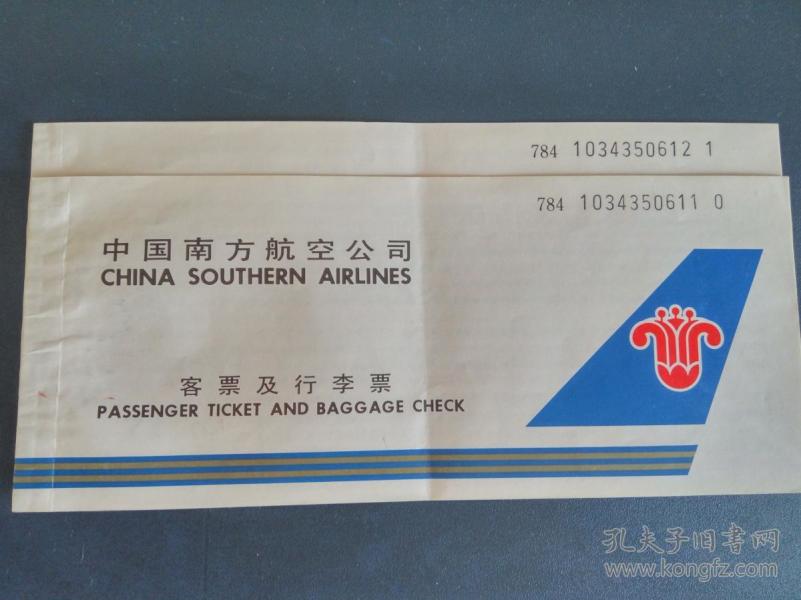 784 1034350612 1
784 1034350611 0
中国南方航空公司
CHINA SOUTHERN AIRLINES
客票及行李票
PASSENGER TICKET AND BAGGAGE CHECK
孔夫子旧书网
www.kongfz.com